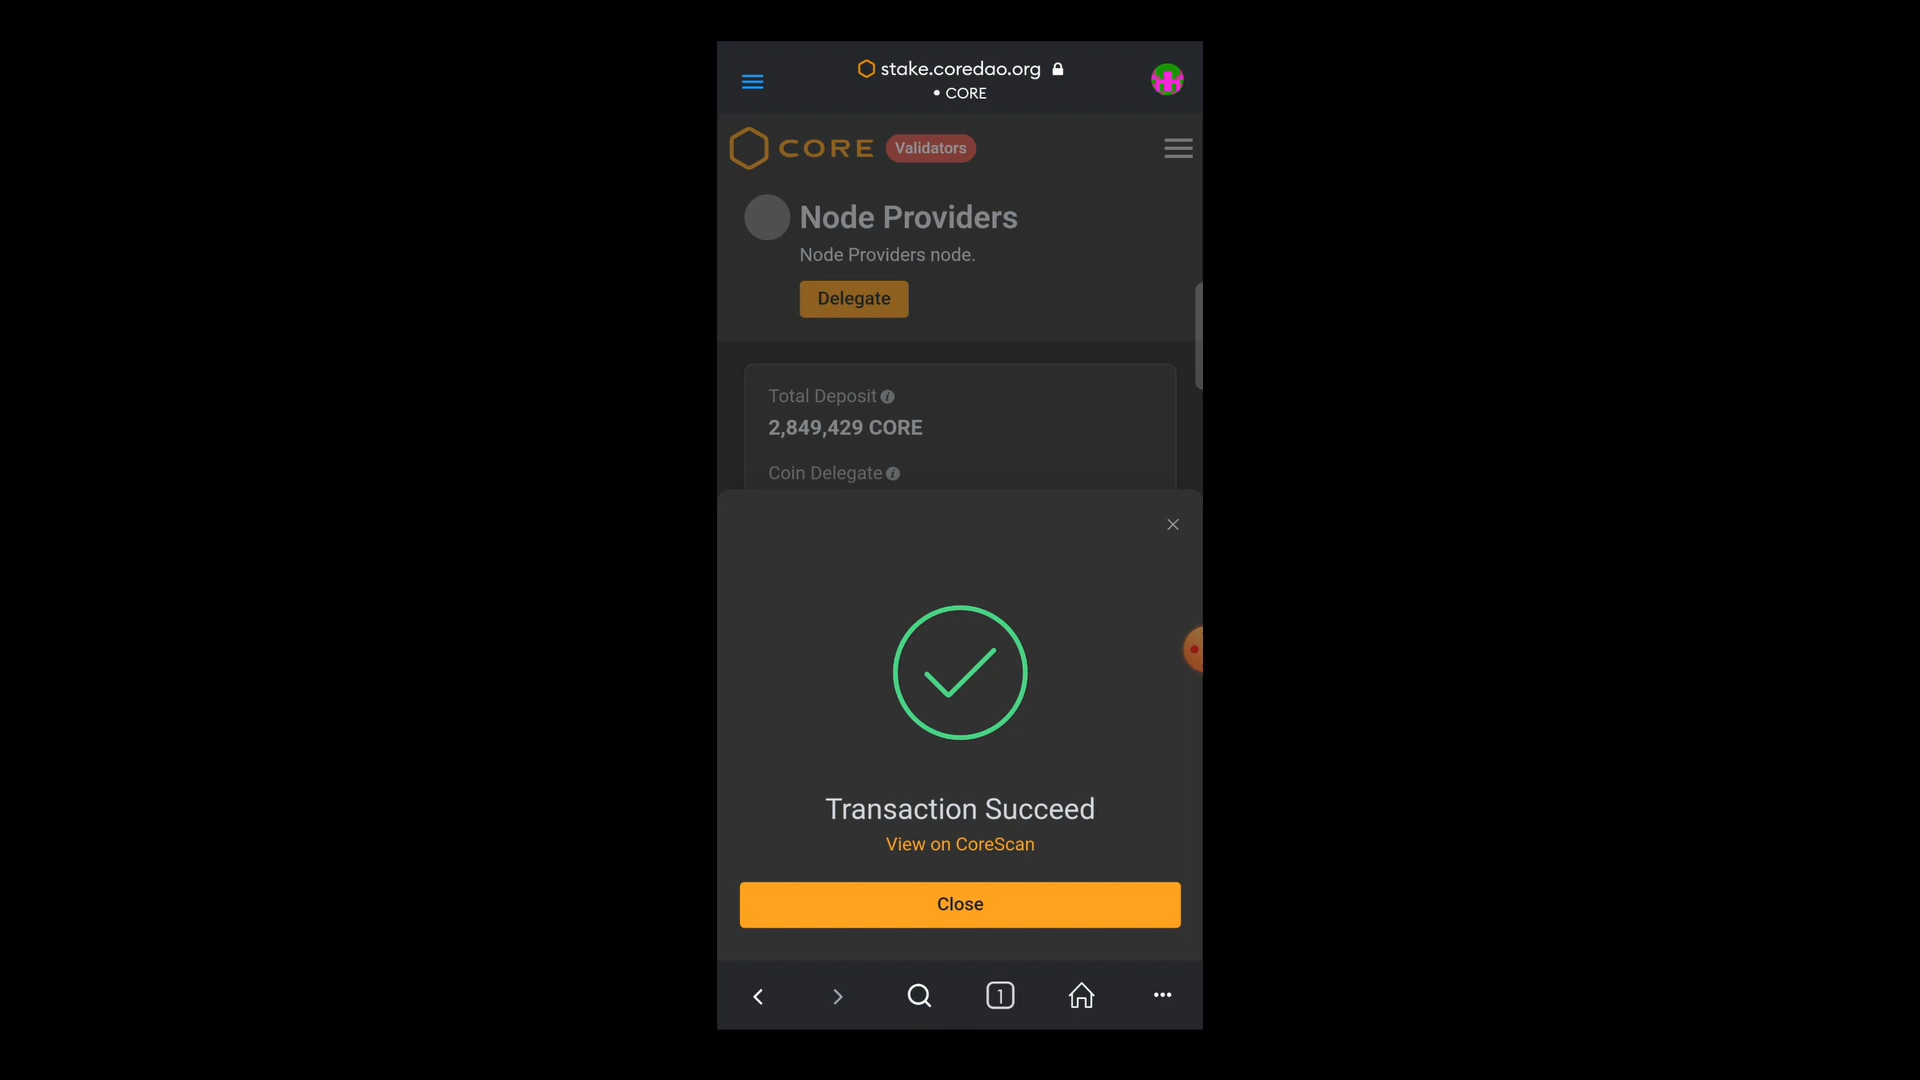 stake.coredao.org
• CORE
CORE Validators
Node Providers
Node Providers node.
Delegate
Total Deposit
2,849,429 CORE
Coin Delegate
Transaction Succeed
View on CoreScan
Close
1